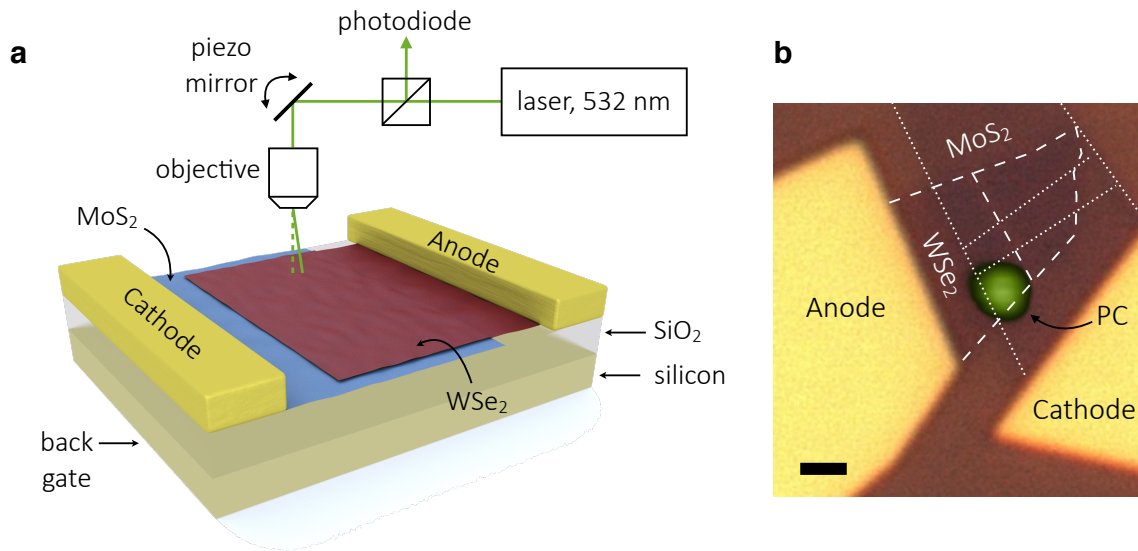 a
photodiode
piezo
mirror
laser, 532 nm
objective
MoS₂
Anode
Cathode
SiO₂
silicon
WSe₂
back
gate
b
MoS₂
WSe₂
Anode
PC
Cathode